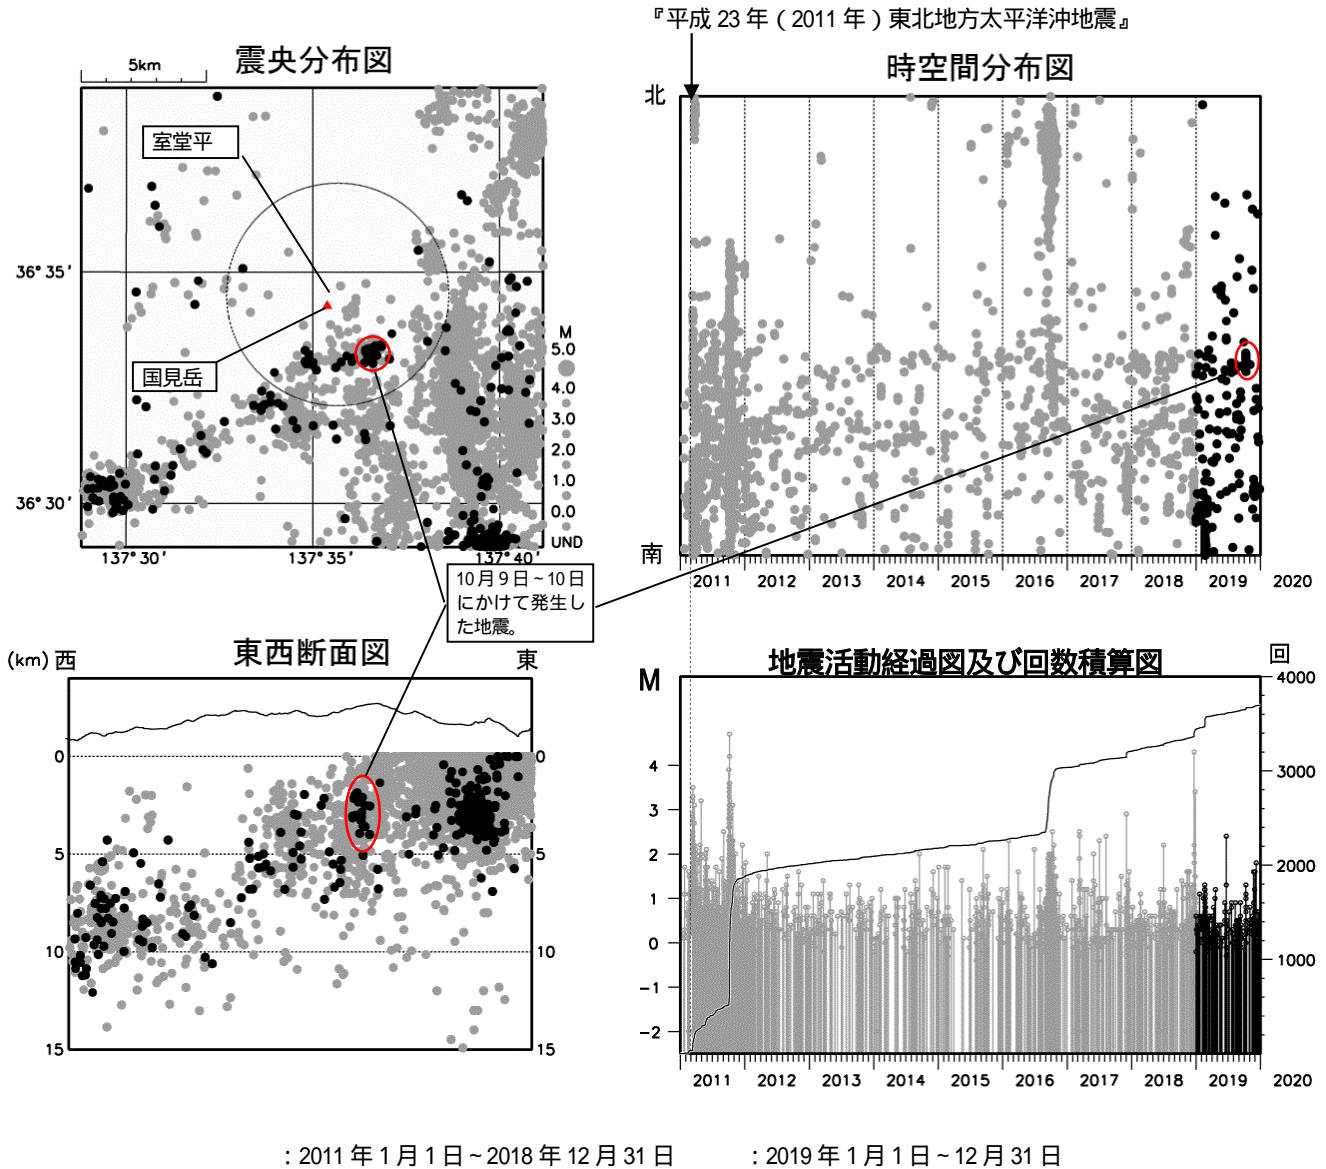 『平成 23 年 ( 2011 年 ) 東北地方太平洋沖地震』
震央分布図
5km
室堂平
国見岳
36°35′
36°30′
137°30′
137°35′
137°40′
M
5.0
4.0
3.0
2.0
1.0
0.0
UND
時空間分布図
北
南
2011 2012 2013 2014 2015 2016 2017 2018 2019 2020
10月9日~10日
にかけて発生し
た地震。
東西断面図
(km) 西 東
0 0
5 5
10 10
15 15
地震活動経過図及び回数積算図
M 回
4
3
2
1
0
-1
-2
4000
3000
2000
1000
2011 2012 2013 2014 2015 2016 2017 2018 2019 2020
: 2011 年 1 月 1 日 ~ 2018 年 12 月 31 日 : 2019 年 1 月 1 日 ~ 12 月 31 日